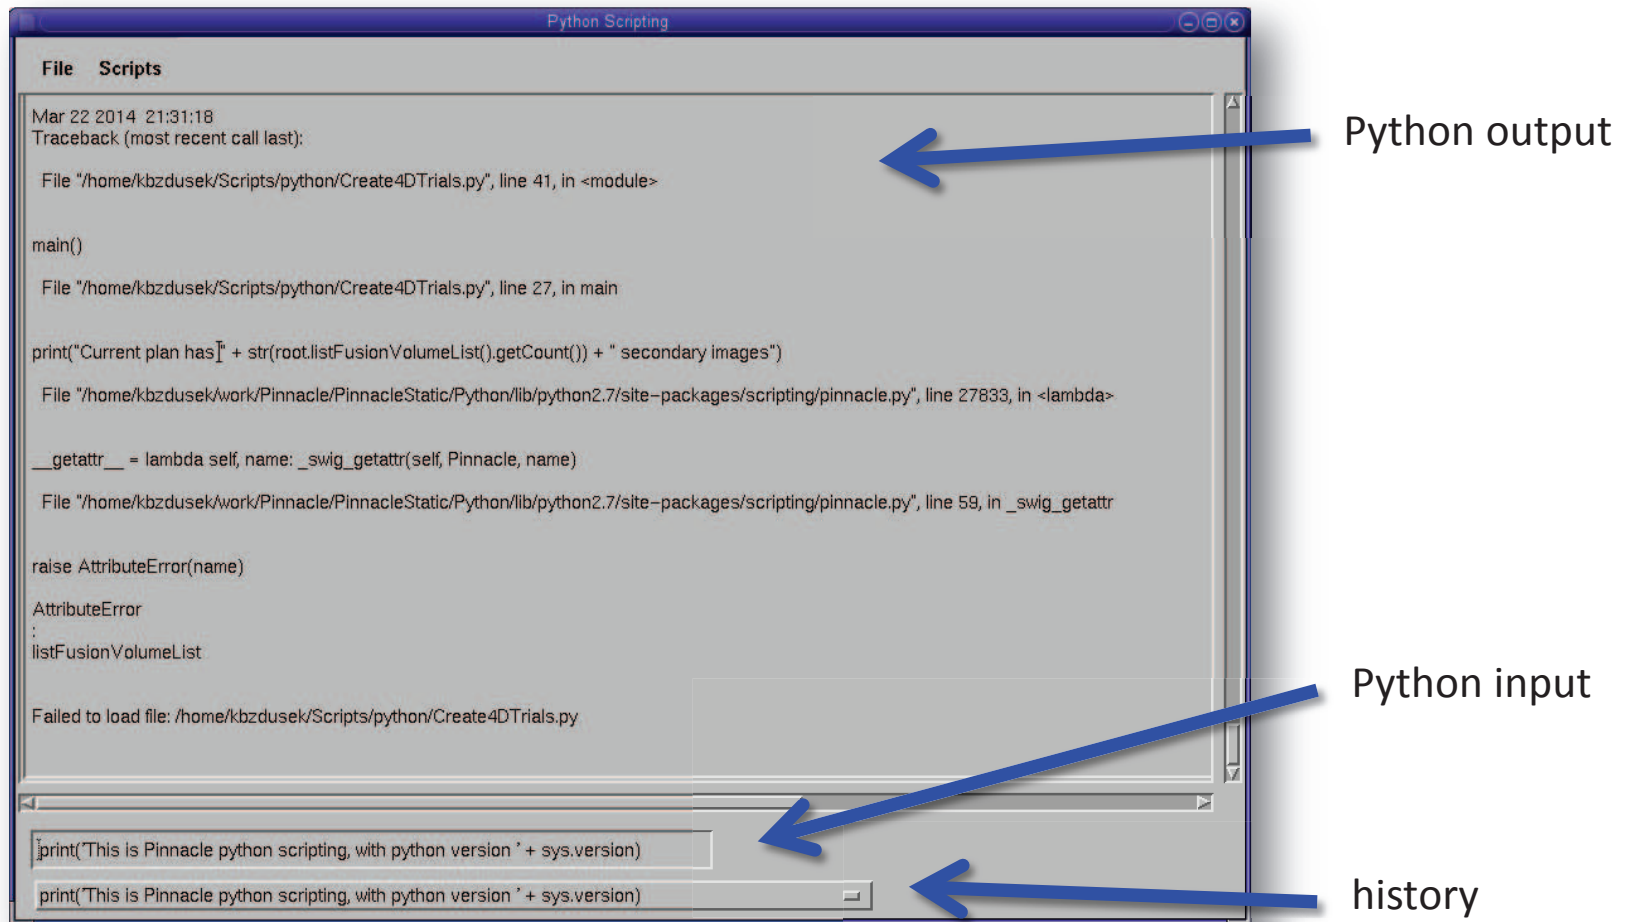 Python Scripting
File Scripts
Mar 22 2014 21:31:18
Traceback (most recent call last):
File "/home/kbzdusek/Scripts/python/Create4DTrials.py", line 41, in <module>
main()
File "/home/kbzdusek/Scripts/python/Create4DTrials.py", line 27, in main
print("Current plan has " + str(root.listFusionVolumeList().getCount()) + " secondary images")
File "/home/kbzdusek/work/Pinnacle/PinnacleStatic/Python/lib/python2.7/site-packages/scripting/pinnacle.py", line 27833, in <lambda>
__getattr__ = lambda self, name: _swig_getattr(self, Pinnacle, name)
File "/home/kbzdusek/work/Pinnacle/PinnacleStatic/Python/lib/python2.7/site-packages/scripting/pinnacle.py", line 59, in _swig_getattr
raise AttributeError(name)
AttributeError
:
listFusionVolumeList
Failed to load file: /home/kbzdusek/Scripts/python/Create4DTrials.py
print('This is Pinnacle python scripting, with python version ' + sys.version)
print('This is Pinnacle python scripting, with python version ' + sys.version)
Python output
Python input
history